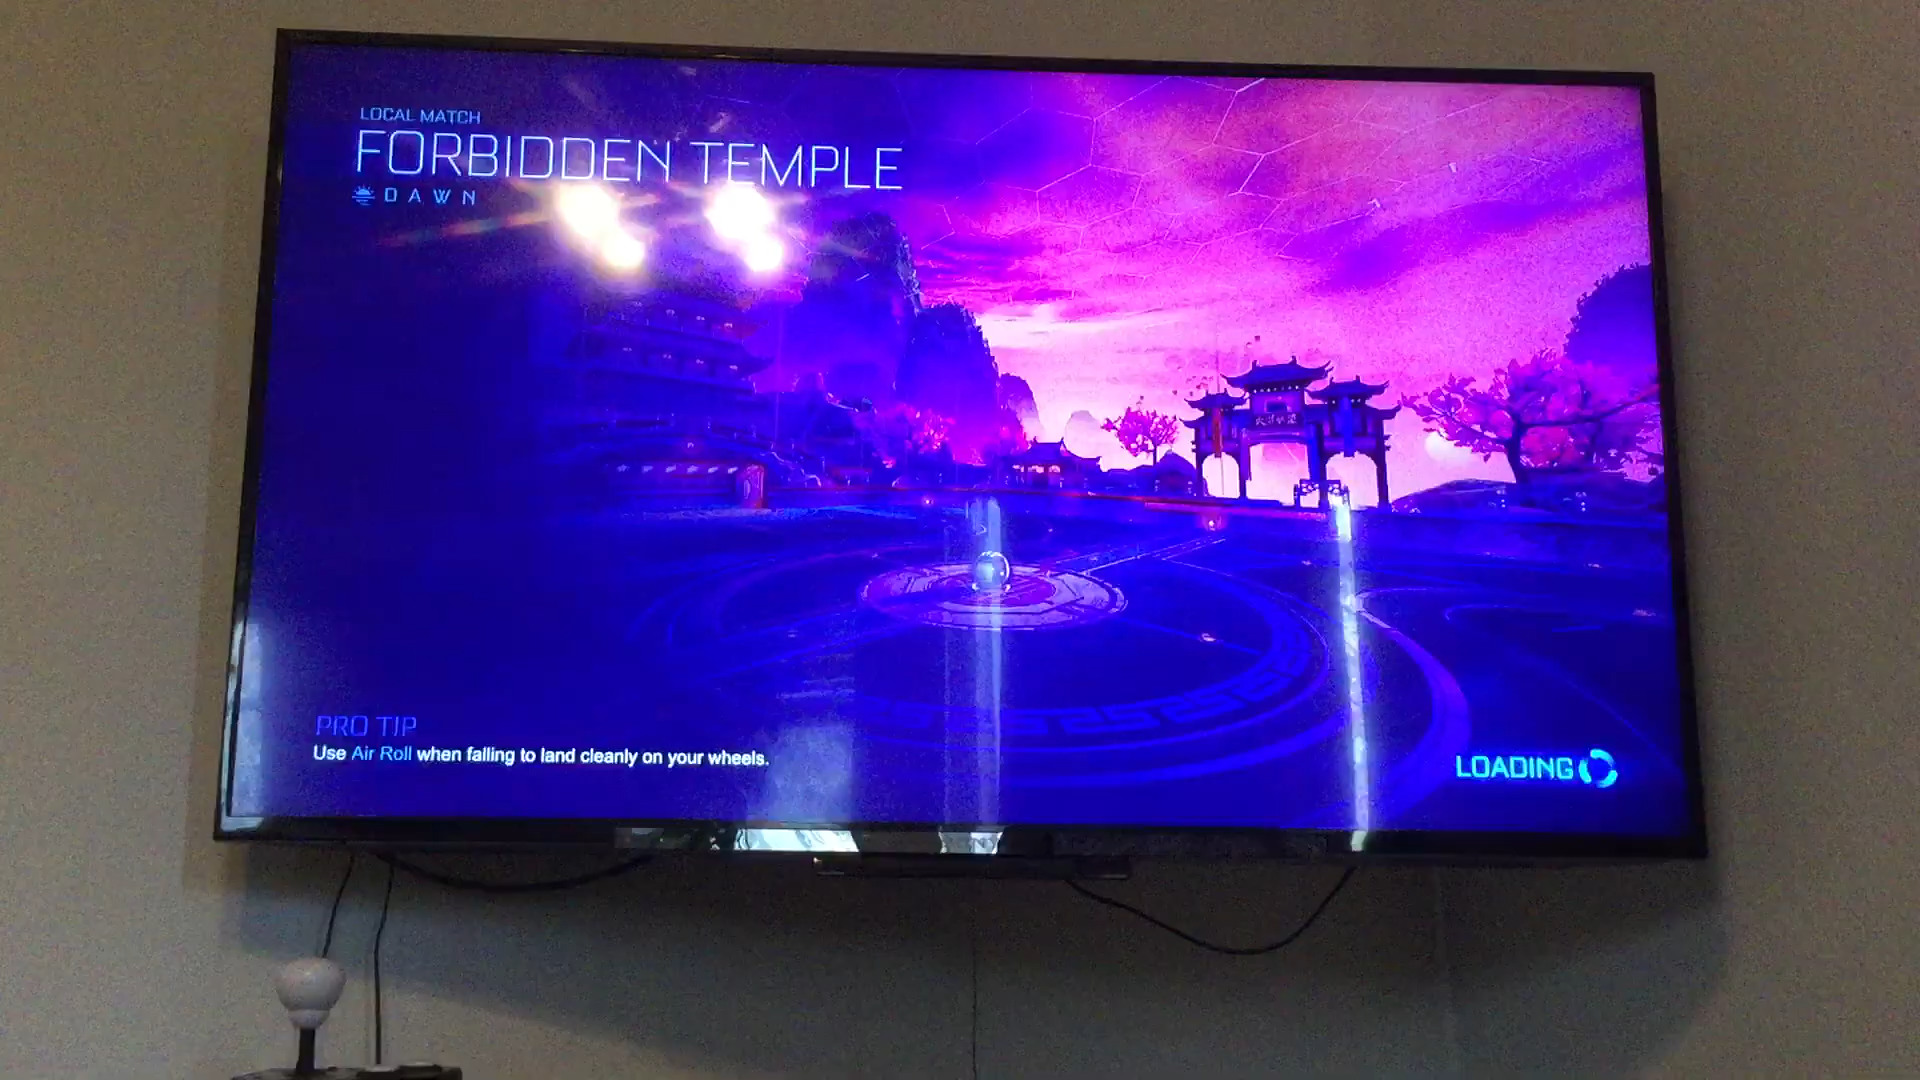 LOCAL MATCH
FORBIDDEN TEMPLE
DAWN
PRO TIP
Use Air Roll when falling to land cleanly on your wheels.
LOADING